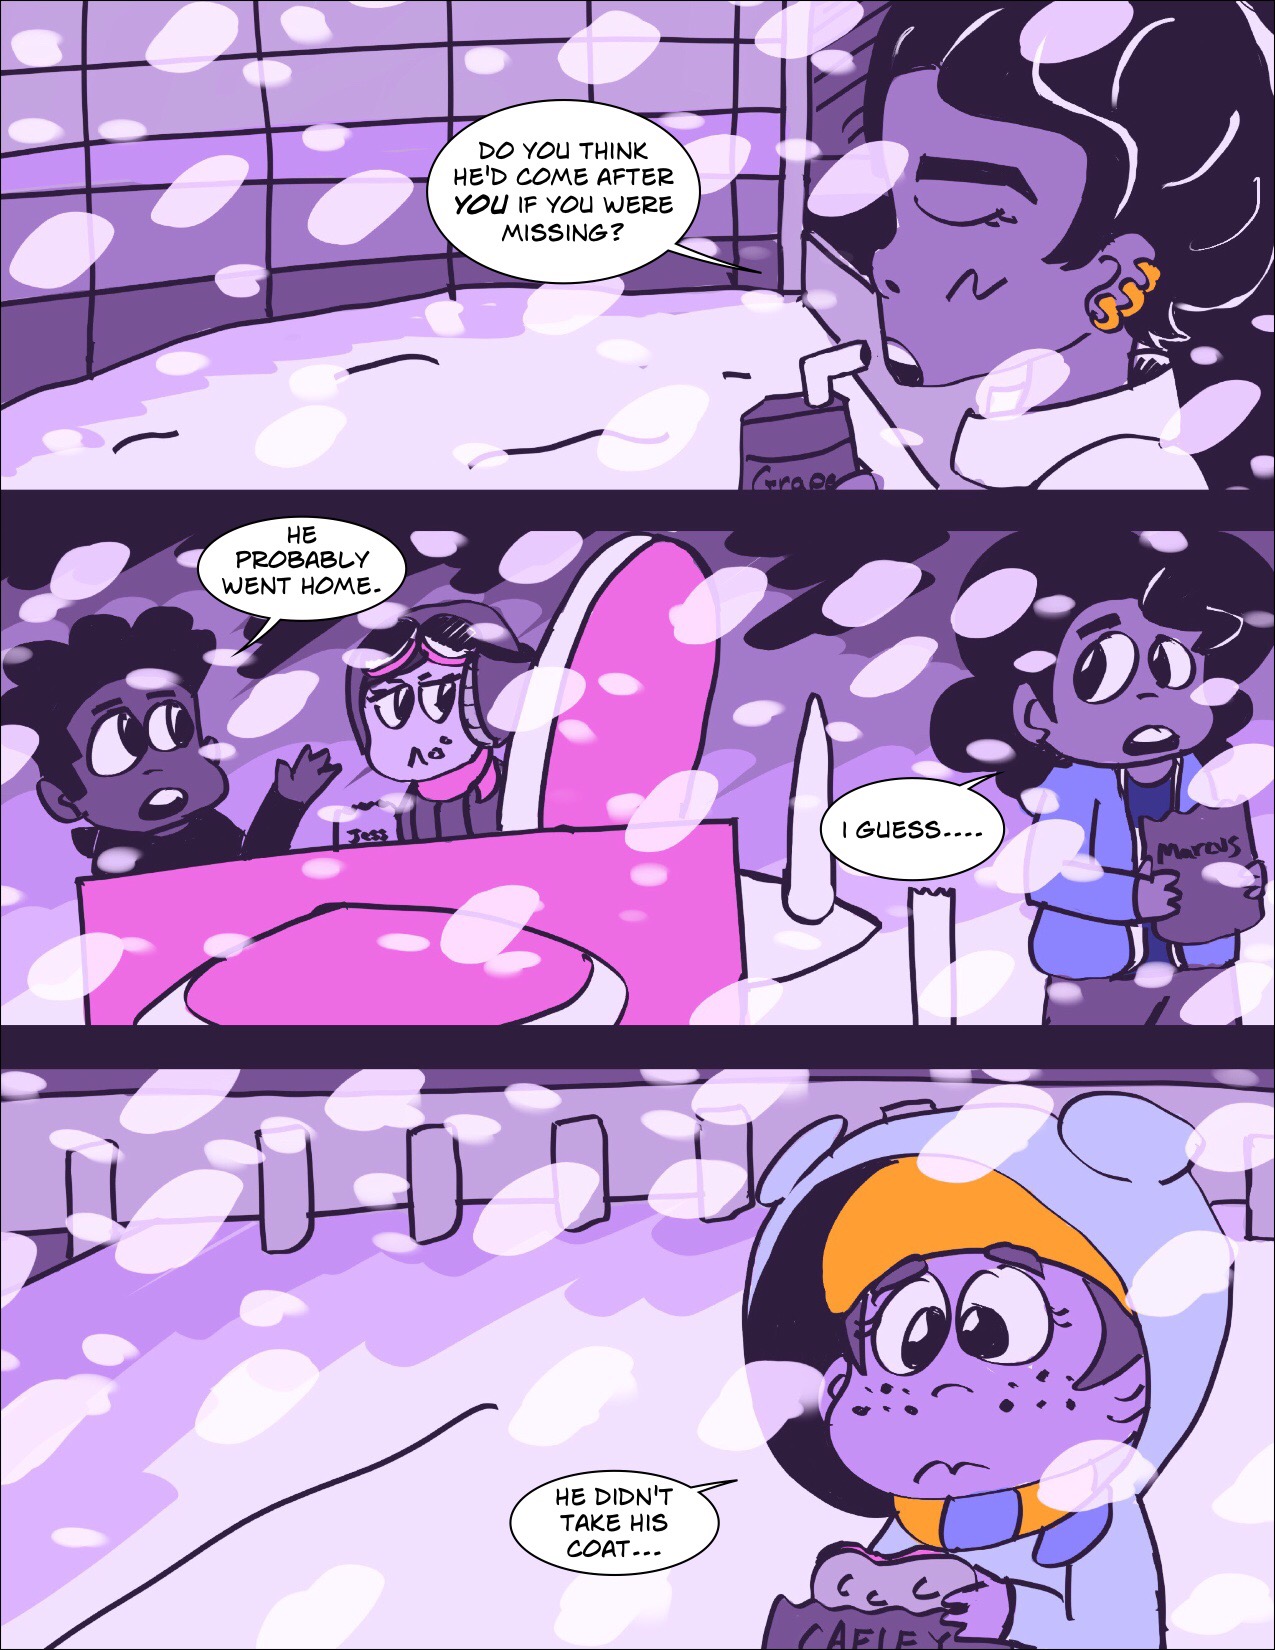 DO YOU THINK
HE'D COME AFTER
YOU IF YOU WERE
MISSING?
Grape
HE
PROBABLY
WENT HOME.
Jess
I GUESS....
Marcus
HE DIDN'T
TAKE HIS
COAT...
CAELEY